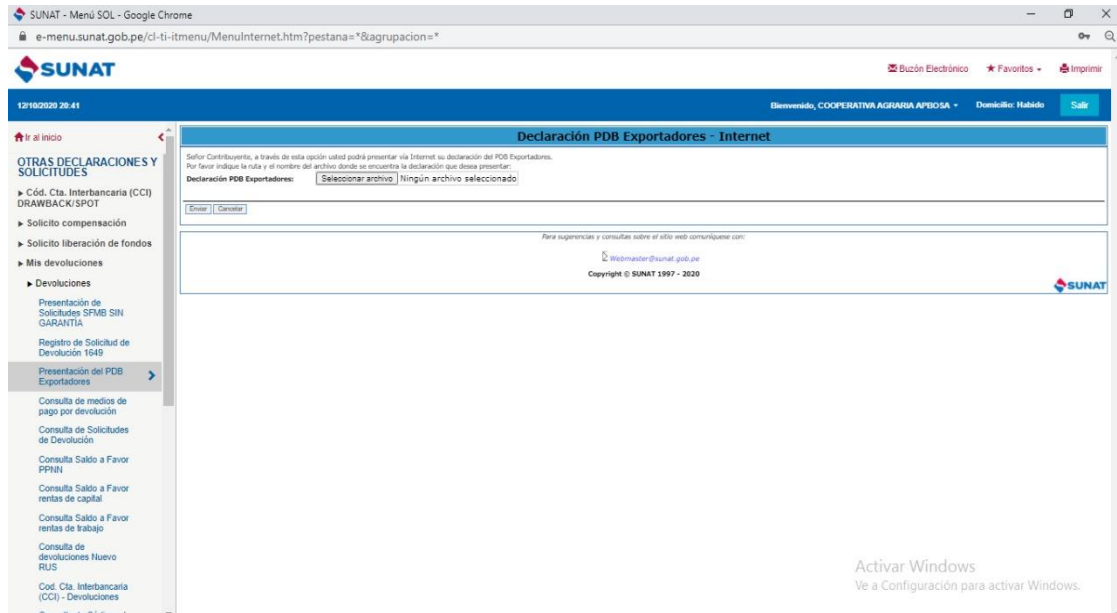 SUNAT - Menú SOL - Google Chrome
e-menu.sunat.gob.pe/cl-ti-itmenu/MenuInternet.htm?pestana=*&agrupacion=*
SUNAT
Buzón Electrónico
Favoritos
Imprimir
12/10/2020 20:41
Bienvenido, COOPERATIVA AGRARIA APBOSA
Domicilio: Habido
Salir
Ir al inicio
OTRAS DECLARACIONES Y
SOLICITUDES
Cód. Cta. Interbancaria (CCI)
DRAWBACK/SPOT
Solicito compensación
Solicito liberación de fondos
Mis devoluciones
Devoluciones
Presentación de
Solicitudes SFMB SIN
GARANTÍA
Registro de Solicitud de
Devolución 1649
Presentación del PDB
Exportadores
Consulta de medios de
pago por devolución
Consulta de Solicitudes
de Devolución
Consulta Saldo a Favor
PPNN
Consulta Saldo a Favor
rentas de capital
Consulta Saldo a Favor
rentas de trabajo
Consulta de
devoluciones Nuevo
RUS
Cod. Cta. Interbancaria
(CCI) - Devoluciones
Declaración PDB Exportadores - Internet
Señor Contribuyente, a través de esta opción usted podrá presentar vía Internet su declaración del PDB Exportadores.
Por favor indique la ruta y el nombre del archivo donde se encuentra la declaración que desea presentar:
Declaración PDB Exportadores: Seleccionar archivo Ningún archivo seleccionado
Enviar Cancelar
Para sugerencias y consultas sobre el sitio web comuníquese con:
Webmaster@sunat.gob.pe
Copyright © SUNAT 1997 - 2020
SUNAT
Activar Windows
Ve a Configuración para activar Windows.